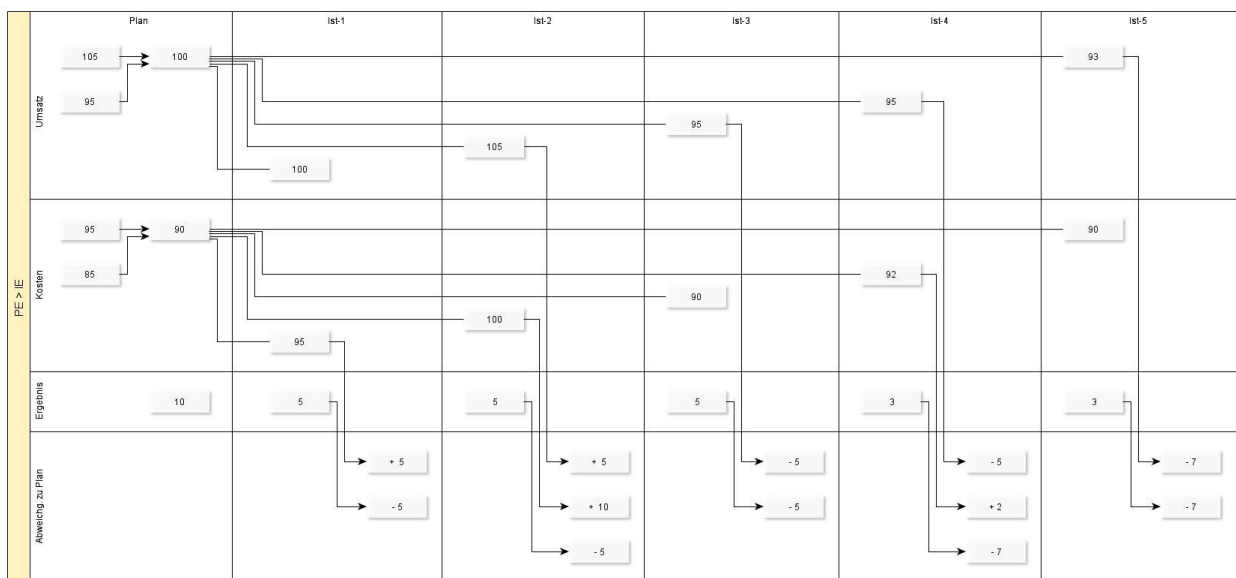 Plan Ist-1 Ist-2 Ist-3 Ist-4 Ist-5
PE > IE
Umsatz
105 100 93
95 95
95
105
100
Kosten
95 90 90
85 92
90
100
95
Ergebnis
10 5 5 5 3 3
Abweichg. zu Plan
+ 5 + 5 - 5 - 5 - 7
- 5 + 10 - 5 + 2 - 7
- 5 - 7